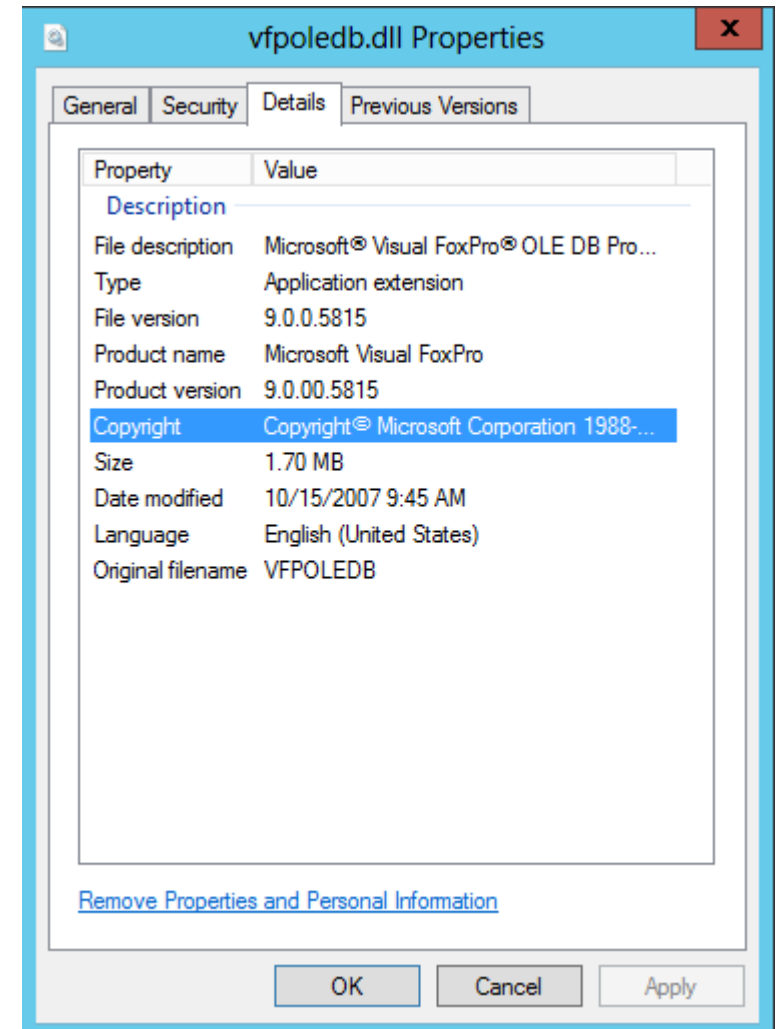 vfpoledb.dll Properties
x
General Security Details Previous Versions
Property Value
Description
File description Microsoft® Visual FoxPro® OLE DB Pro...
Type Application extension
File version 9.0.0.5815
Product name Microsoft Visual FoxPro
Product version 9.0.00.5815
Copyright Copyright© Microsoft Corporation 1988-...
Size 1.70 MB
Date modified 10/15/2007 9:45 AM
Language English (United States)
Original filename VFPOLEDB
Remove Properties and Personal Information
OK Cancel Apply